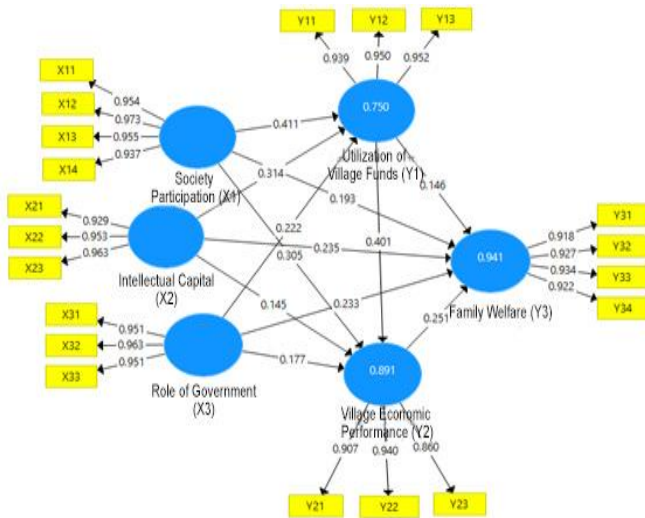 Y11
Y12
Y13
0.939
0.950
0.952
X11
X12
X13
X14
0.954
0.973
0.955
0.937
0.750
0.411
Utilization of
Village Funds (Y1)
Society
Participation (X1)
0.314
0.146
0.193
X21
X22
X23
0.929
0.953
0.963
0.222
0.305
0.235
0.401
Intellectual Capital
(X2)
0.941
Family Welfare (Y3)
0.918
0.927
0.934
0.922
Y31
Y32
Y33
Y34
0.145
0.233
0.251
X31
X32
X33
0.951
0.963
0.951
0.177
Role of Government
(X3)
0.891
Village Economic
Performance (Y2)
0.907
0.940
0.860
Y21
Y22
Y23